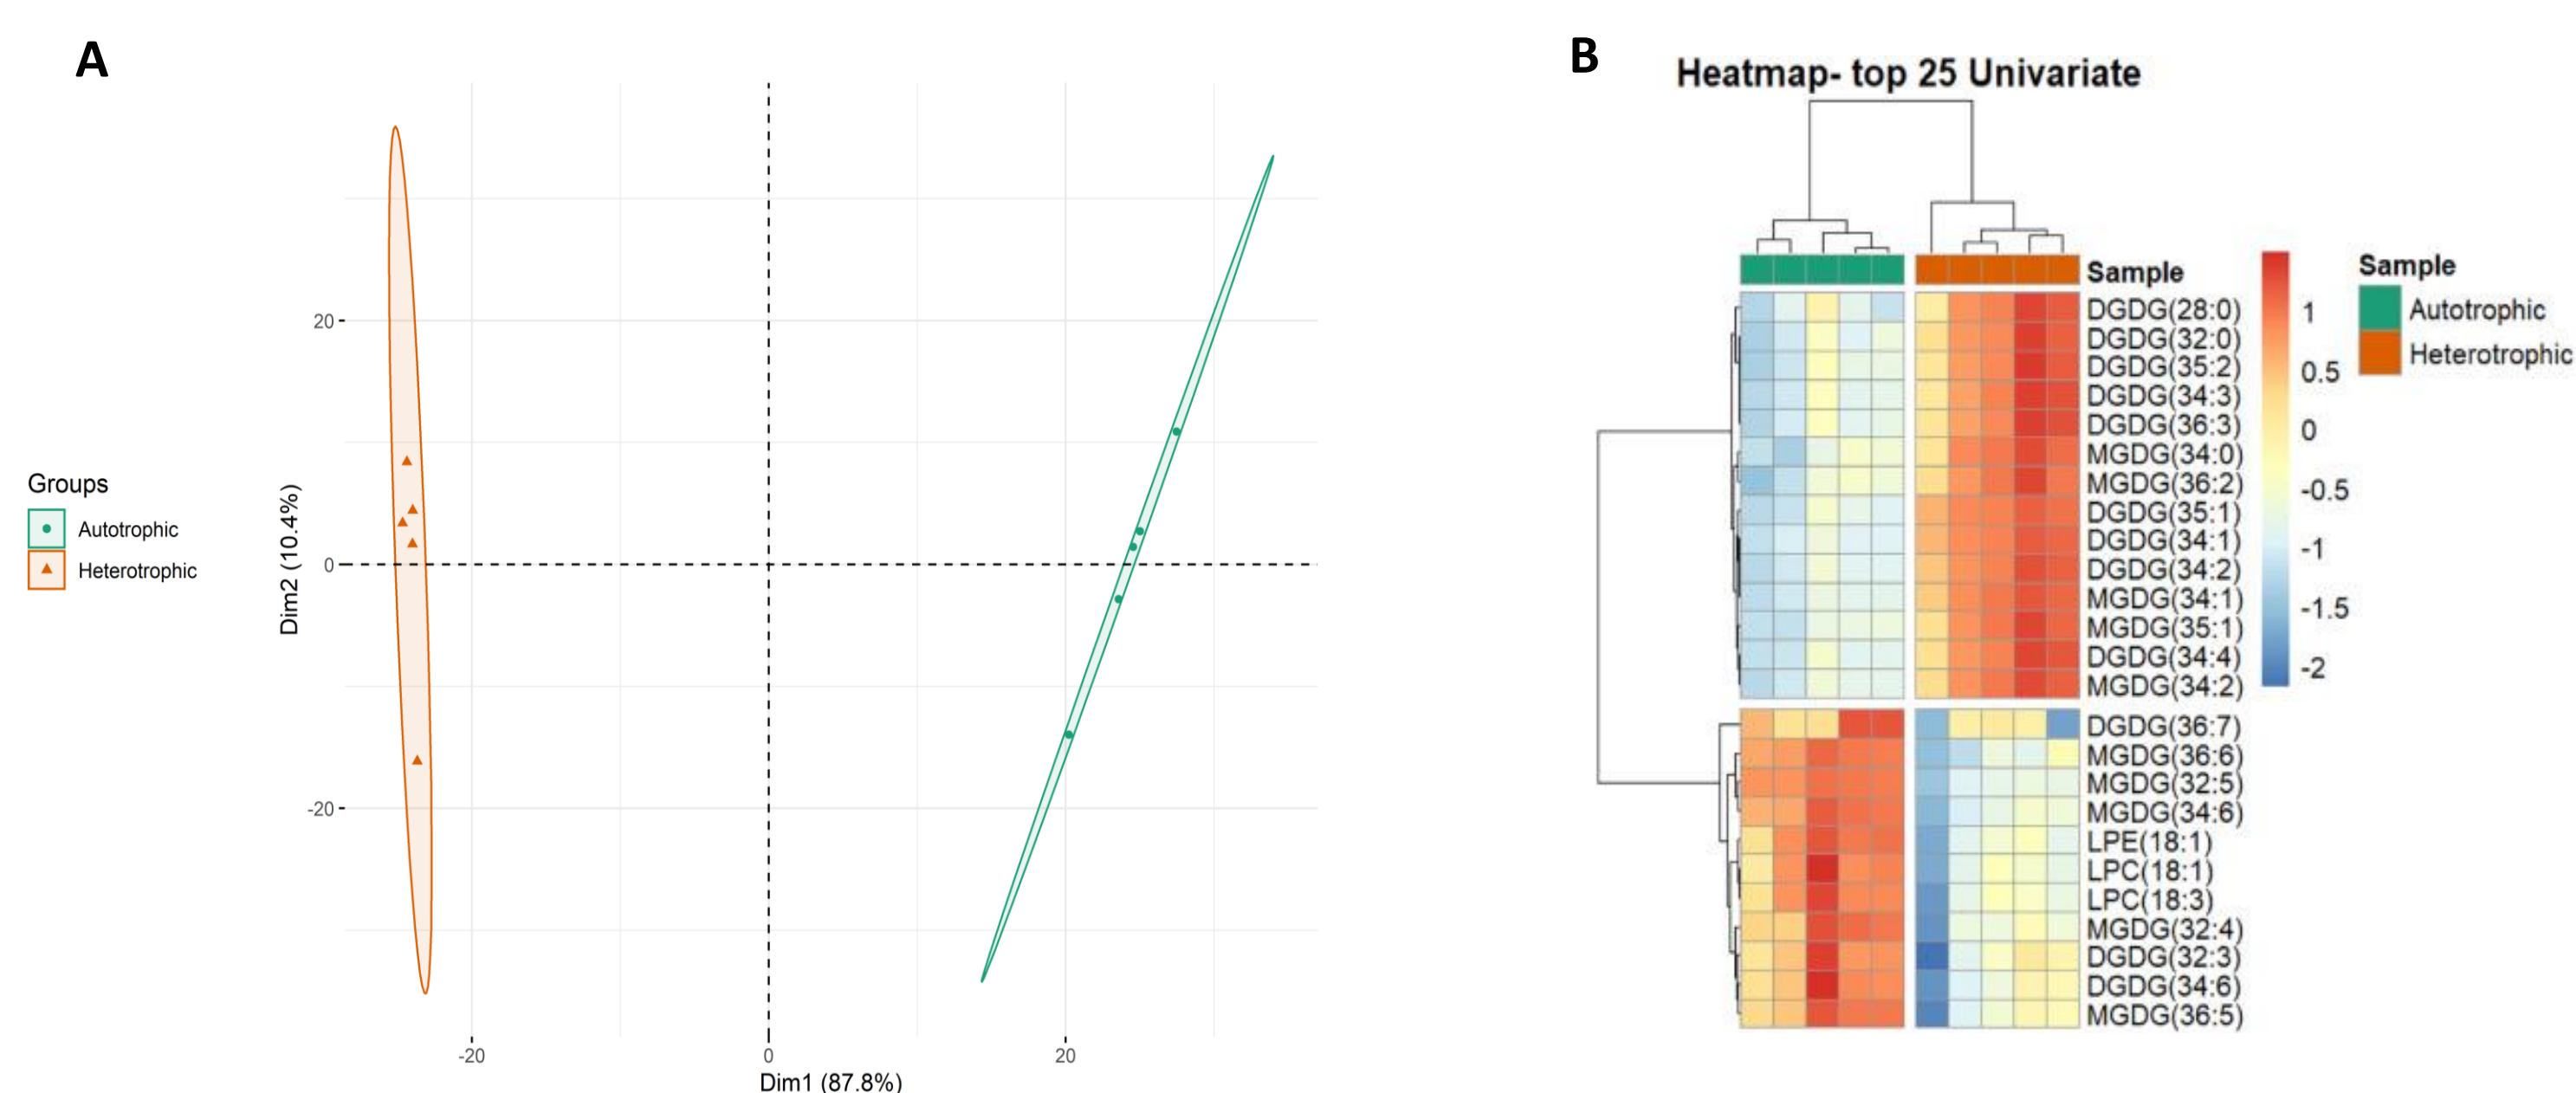 A
Groups
Autotrophic
Heterotrophic
Dim2 (10.4%)
20
0
-20
-20
0
20
Dim1 (87.8%)
B
Heatmap- top 25 Univariate
Sample
DGDG(28:0)
DGDG(32:0)
DGDG(35:2)
DGDG(34:3)
DGDG(36:3)
MGDG(34:0)
MGDG(36:2)
DGDG(35:1)
DGDG(34:1)
DGDG(34:2)
MGDG(34:1)
MGDG(35:1)
DGDG(34:4)
MGDG(34:2)
DGDG(36:7)
MGDG(36:6)
MGDG(32:5)
MGDG(34:6)
LPE(18:1)
LPC(18:1)
LPC(18:3)
MGDG(32:4)
DGDG(32:3)
DGDG(34:6)
MGDG(36:5)
1
0.5
0
-0.5
-1
-1.5
-2
Sample
Autotrophic
Heterotrophic